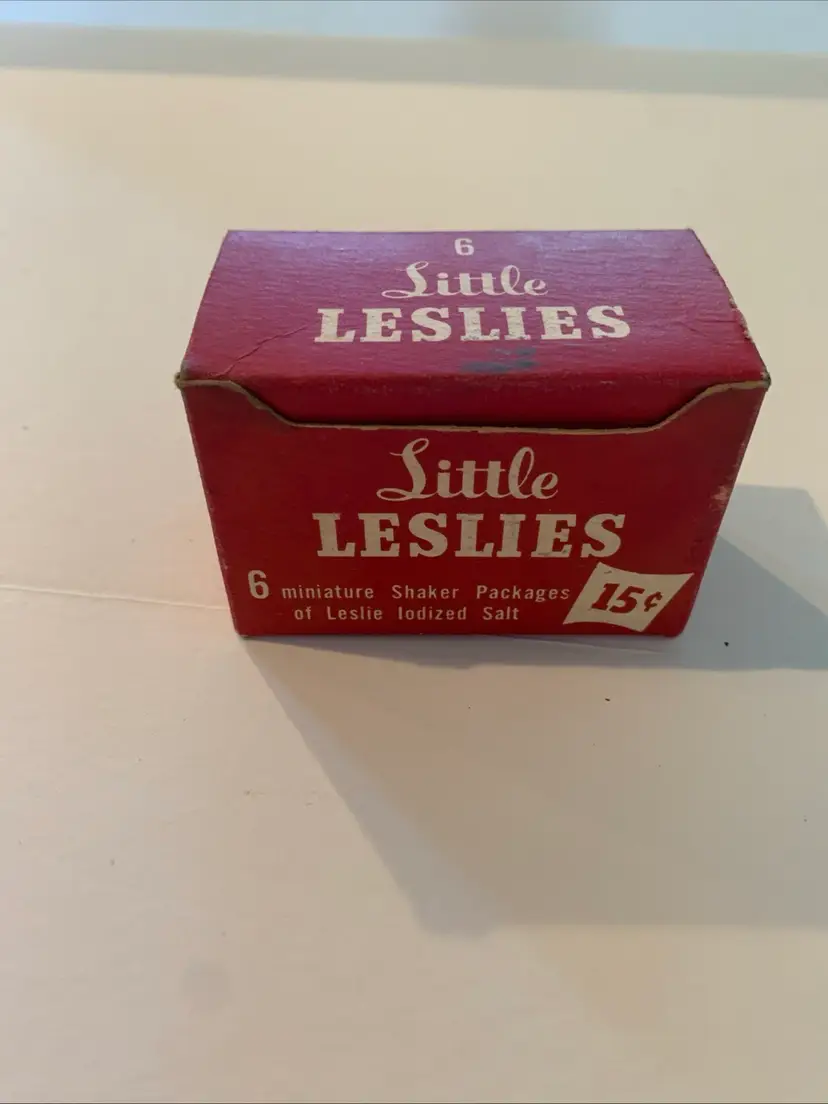 6
Little
LESLIES
Little
LESLIES
6 miniature Shaker Packages
of Leslie Iodized Salt
15¢